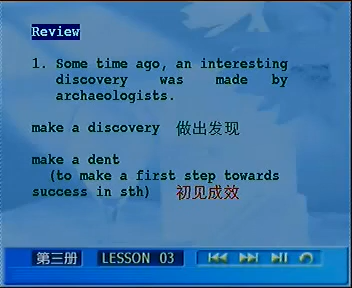 Review
1. Some time ago, an interesting
discovery was made by
archaeologists.
make a discovery 做出发现
make a dent
(to make a first step towards
success in sth) 初见成效
第三册 LESSON 03